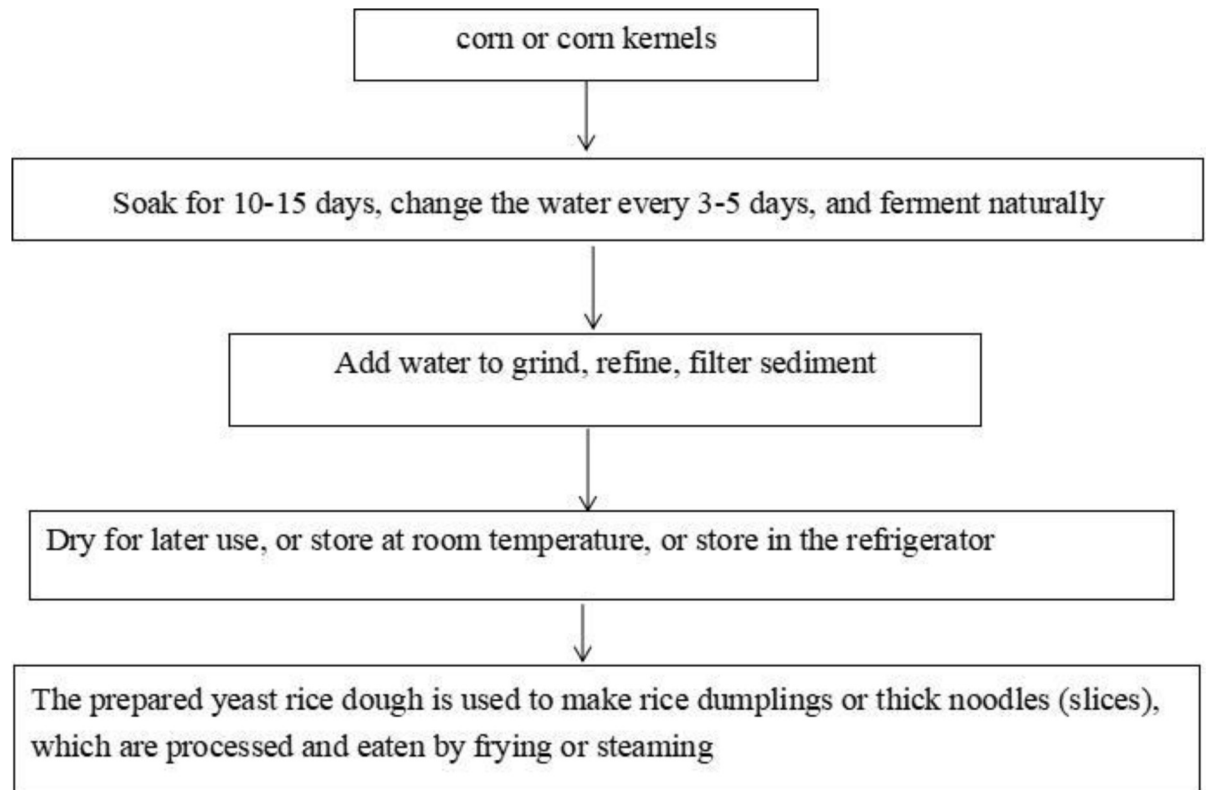 corn or corn kernels
Soak for 10-15 days, change the water every 3-5 days, and ferment naturally
Add water to grind, refine, filter sediment
Dry for later use, or store at room temperature, or store in the refrigerator
The prepared yeast rice dough is used to make rice dumplings or thick noodles (slices),
which are processed and eaten by frying or steaming